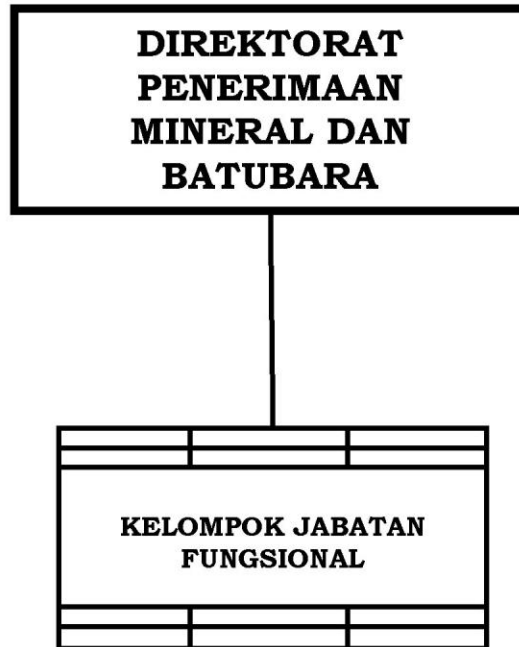 DIREKTORAT
PENERIMAAN
MINERAL DAN
BATUBARA
KELOMPOK JABATAN
FUNGSIONAL